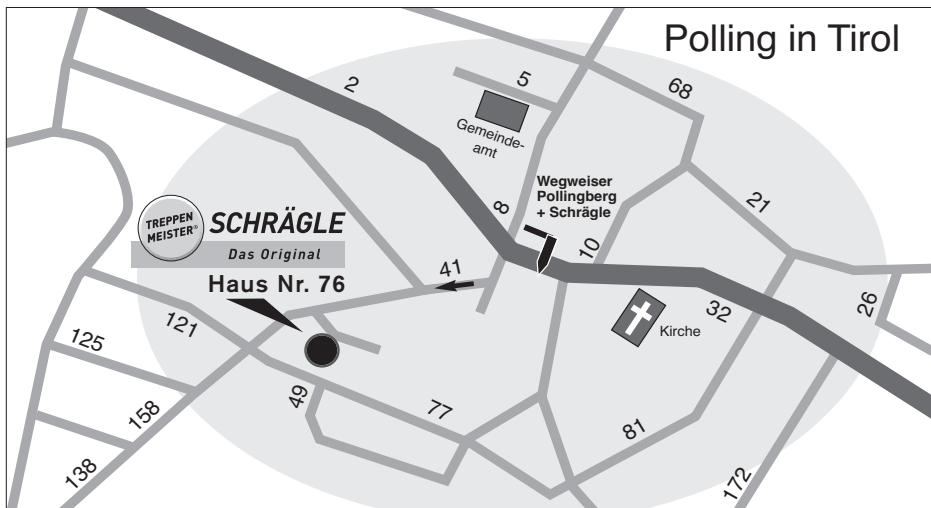 Polling in Tirol
2
5
68
Gemeinde-
amt
Wegweiser
Pollingberg
+ Schrägle
8
10
21
TREPPEN
MEISTER®
SCHRÄGLE
Das Original
Haus Nr. 76
41
26
32
Kirche
121
125
49
77
158
81
138
172